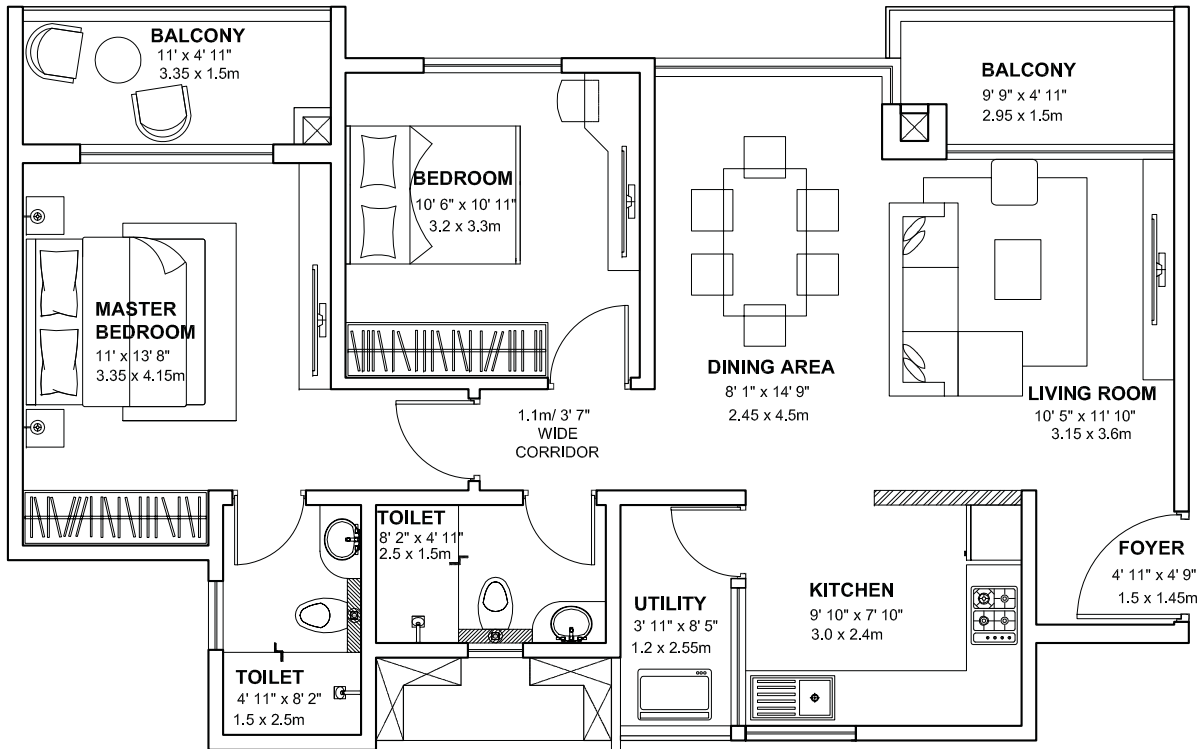 BALCONY
11' x 4' 11"
3.35 x 1.5m
BALCONY
9' 9" x 4' 11"
2.95 x 1.5m
BEDROOM
10' 6" x 10' 11"
3.2 x 3.3m
MASTER
BEDROOM
11' x 13' 8"
3.35 x 4.15m
DINING AREA
8' 1" x 14' 9"
2.45 x 4.5m
LIVING ROOM
10' 5" x 11' 10"
3.15 x 3.6m
1.1m/ 3' 7"
WIDE
CORRIDOR
TOILET
8' 2" x 4' 11"
2.5 x 1.5m
FOYER
4' 11" x 4' 9"
1.5 x 1.45m
KITCHEN
9' 10" x 7' 10"
3.0 x 2.4m
UTILITY
3' 11" x 8' 5"
1.2 x 2.55m
TOILET
4' 11" x 8' 2"
1.5 x 2.5m